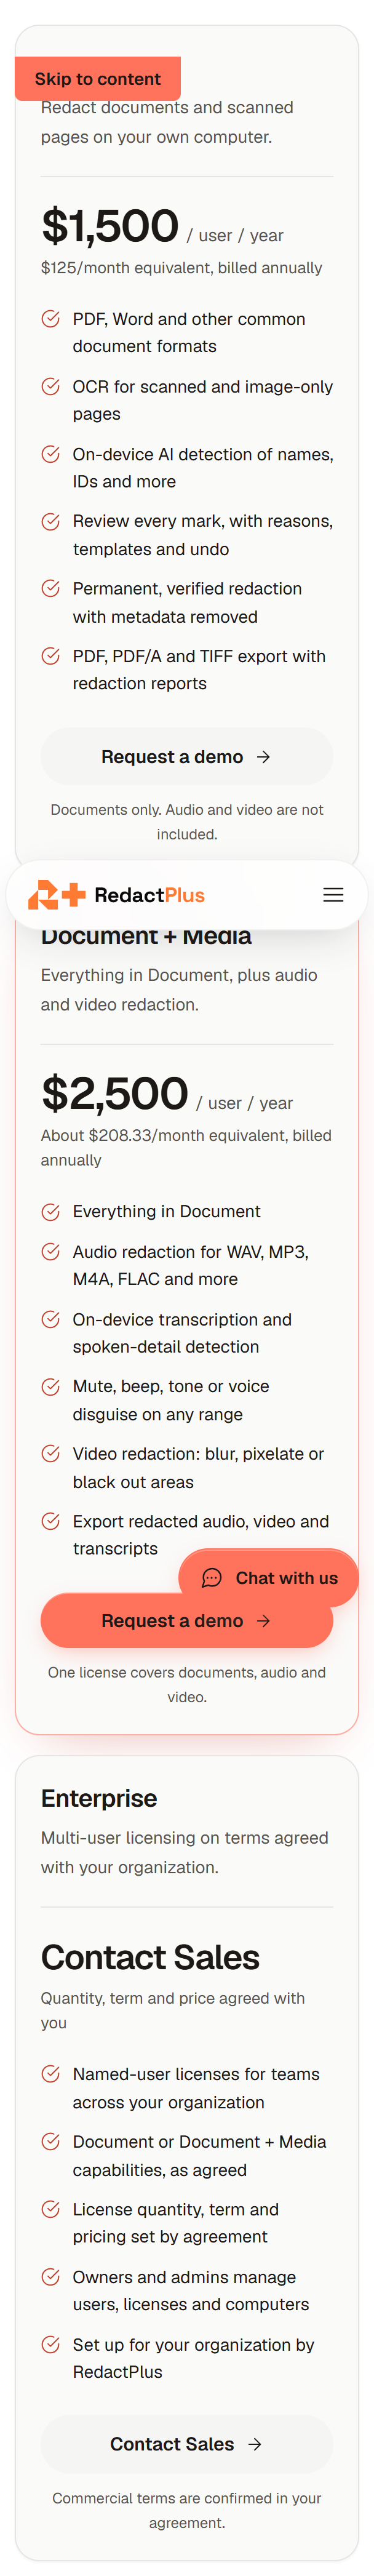 Skip to content
Redact documents and scanned
pages on your own computer.
$1,500 / user / year
$125/month equivalent, billed annually
PDF, Word and other common
document formats
OCR for scanned and image-only
pages
On-device AI detection of names,
IDs and more
Review every mark, with reasons,
templates and undo
Permanent, verified redaction
with metadata removed
PDF, PDF/A and TIFF export with
redaction reports
Request a demo
Documents only. Audio and video are not
included.
RedactPlus
Document + Media
Everything in Document, plus audio
and video redaction.
$2,500 / user / year
About $208.33/month equivalent, billed
annually
Everything in Document
Audio redaction for WAV, MP3,
M4A, FLAC and more
On-device transcription and
spoken-detail detection
Mute, beep, tone or voice
disguise on any range
Video redaction: blur, pixelate or
black out areas
Export redacted audio, video and
transcripts
Chat with us
Request a demo
One license covers documents, audio and
video.
Enterprise
Multi-user licensing on terms agreed
with your organization.
Contact Sales
Quantity, term and price agreed with
you
Named-user licenses for teams
across your organization
Document or Document + Media
capabilities, as agreed
License quantity, term and
pricing set by agreement
Owners and admins manage
users, licenses and computers
Set up for your organization by
RedactPlus
Contact Sales
Commercial terms are confirmed in your
agreement.